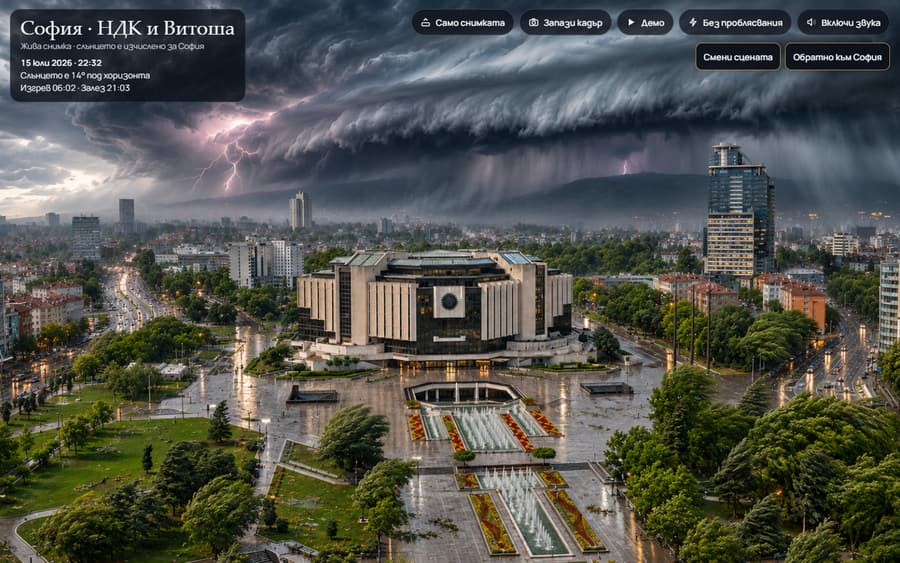 София · НДК и Витоша
Жива снимка · слънцето е изчислено за София
15 юли 2026 · 22:32
Слънцето е 14° под хоризонта
Изгрев 06:02 · Залез 21:03
Само снимката
Запази кадър
Демо
Без проблясвания
Включи звука
Смени сцената
Обратно към София